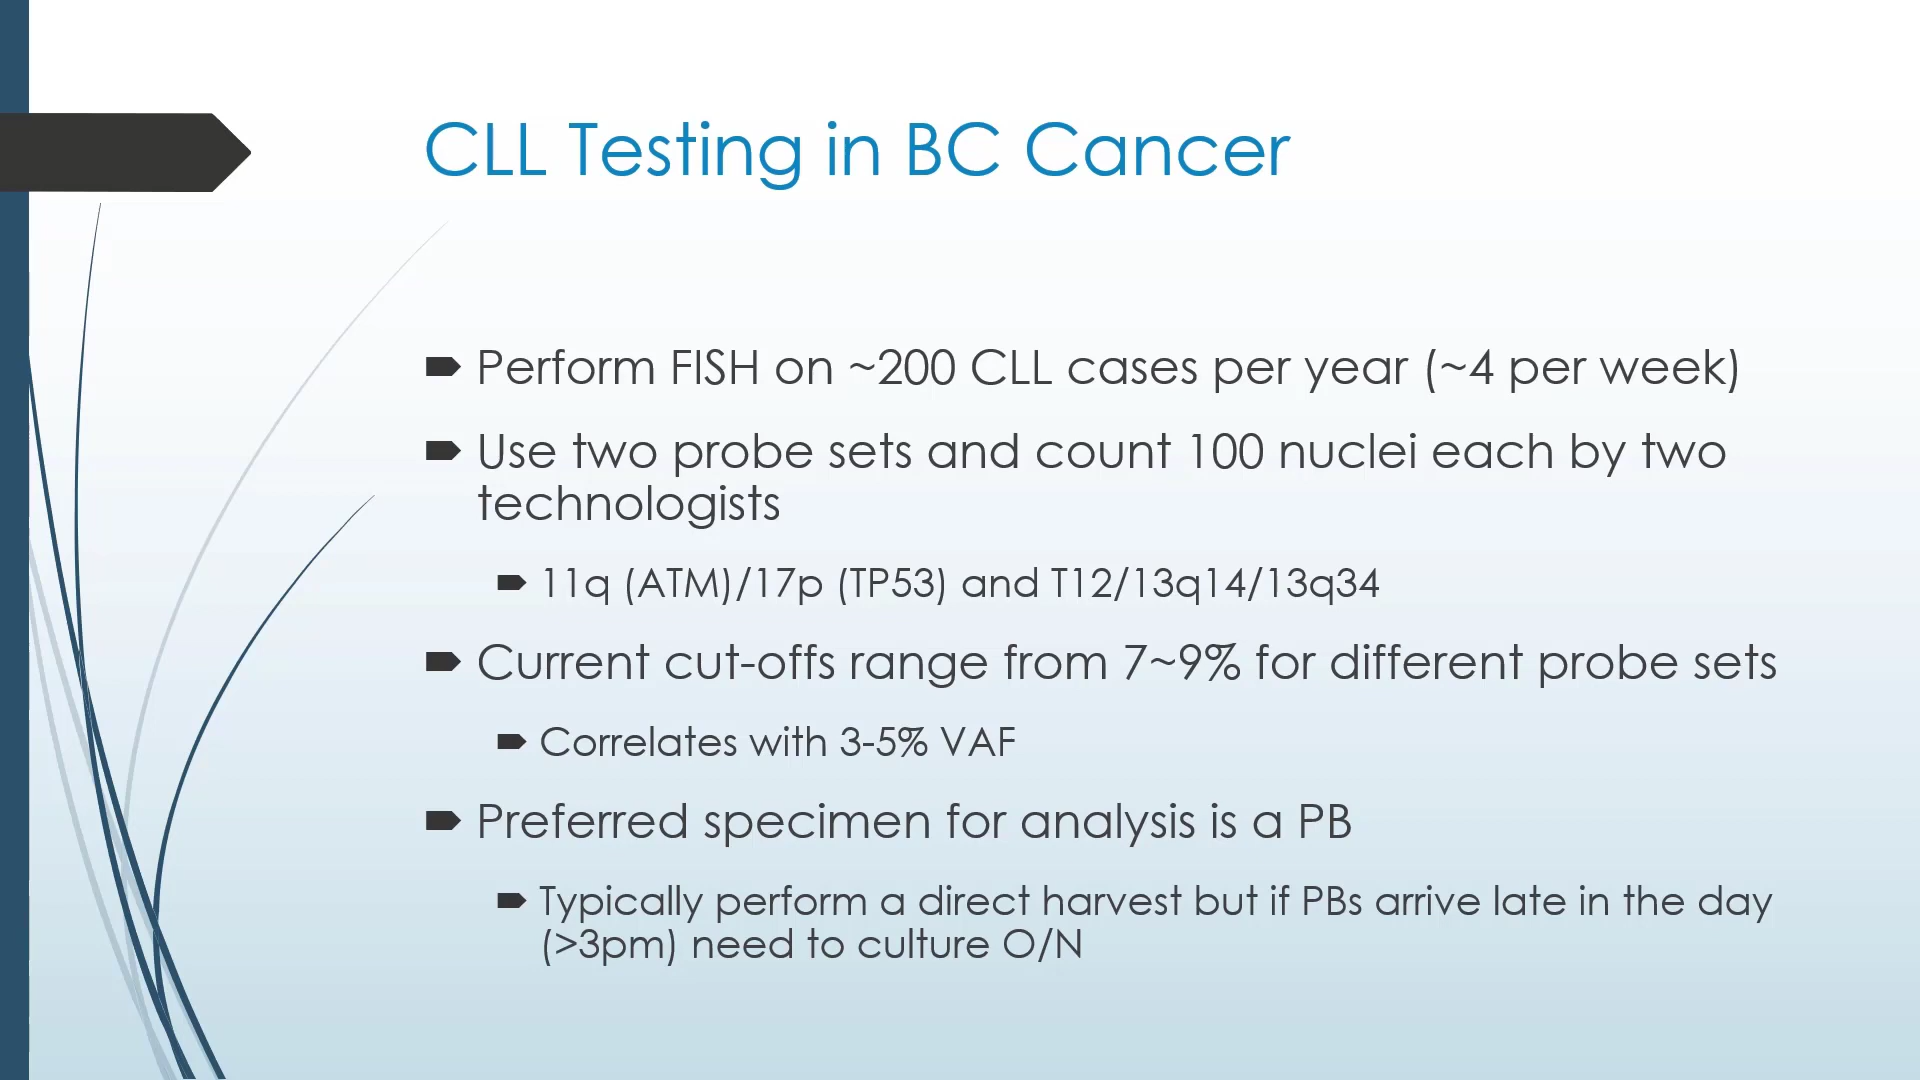 CLL Testing in BC Cancer
Perform FISH on ~200 CLL cases per year (~4 per week)
Use two probe sets and count 100 nuclei each by two
technologists
11q (ATM)/17p (TP53) and T12/13q14/13q34
Current cut-offs range from 7~9% for different probe sets
Correlates with 3-5% VAF
Preferred specimen for analysis is a PB
Typically perform a direct harvest but if PBs arrive late in the day
(>3pm) need to culture O/N